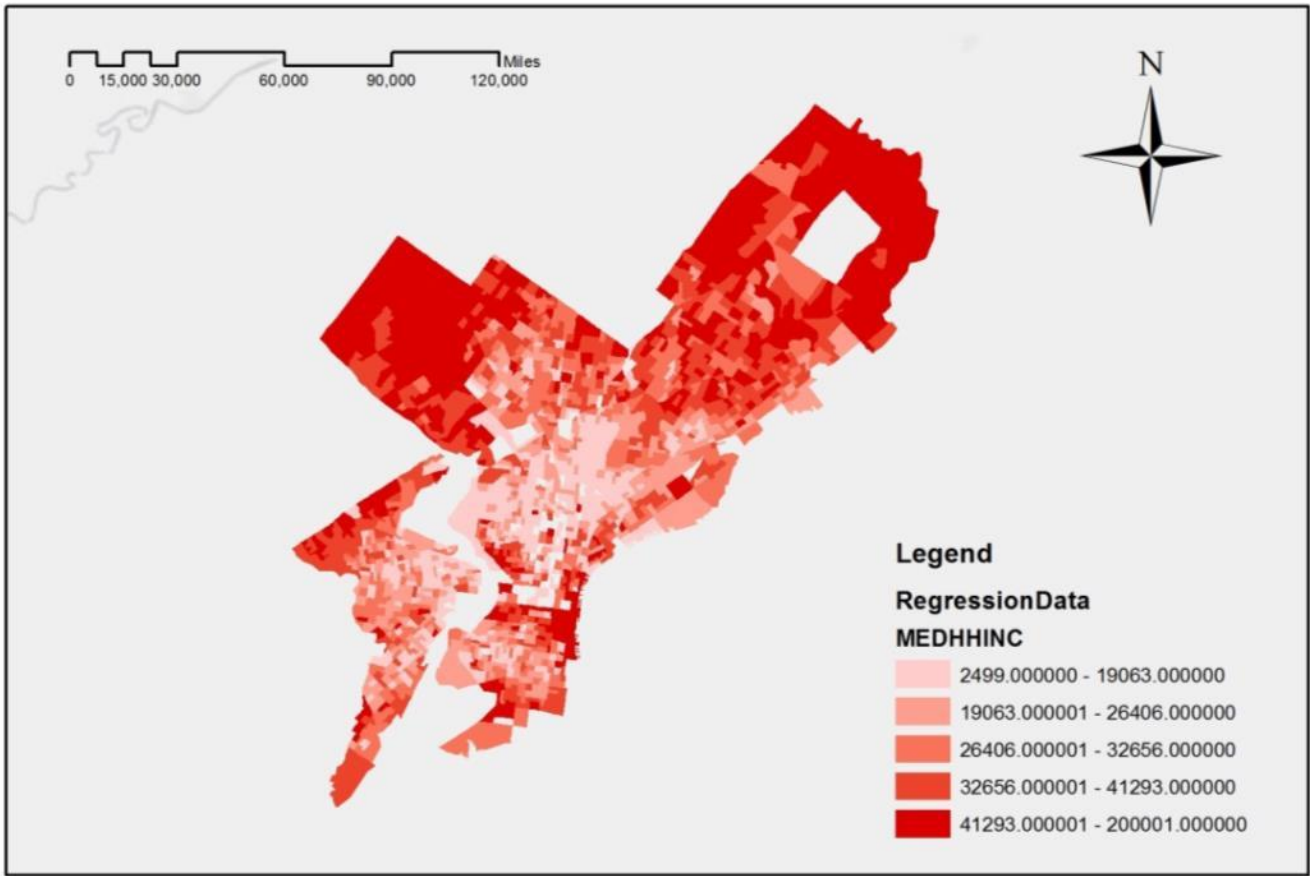 Miles
0 15,000 30,000 60,000 90,000 120,000
N
Legend
RegressionData
MEDHHINC
2499.000000 - 19063.000000
19063.000001 - 26406.000000
26406.000001 - 32656.000000
32656.000001 - 41293.000000
41293.000001 - 200001.000000